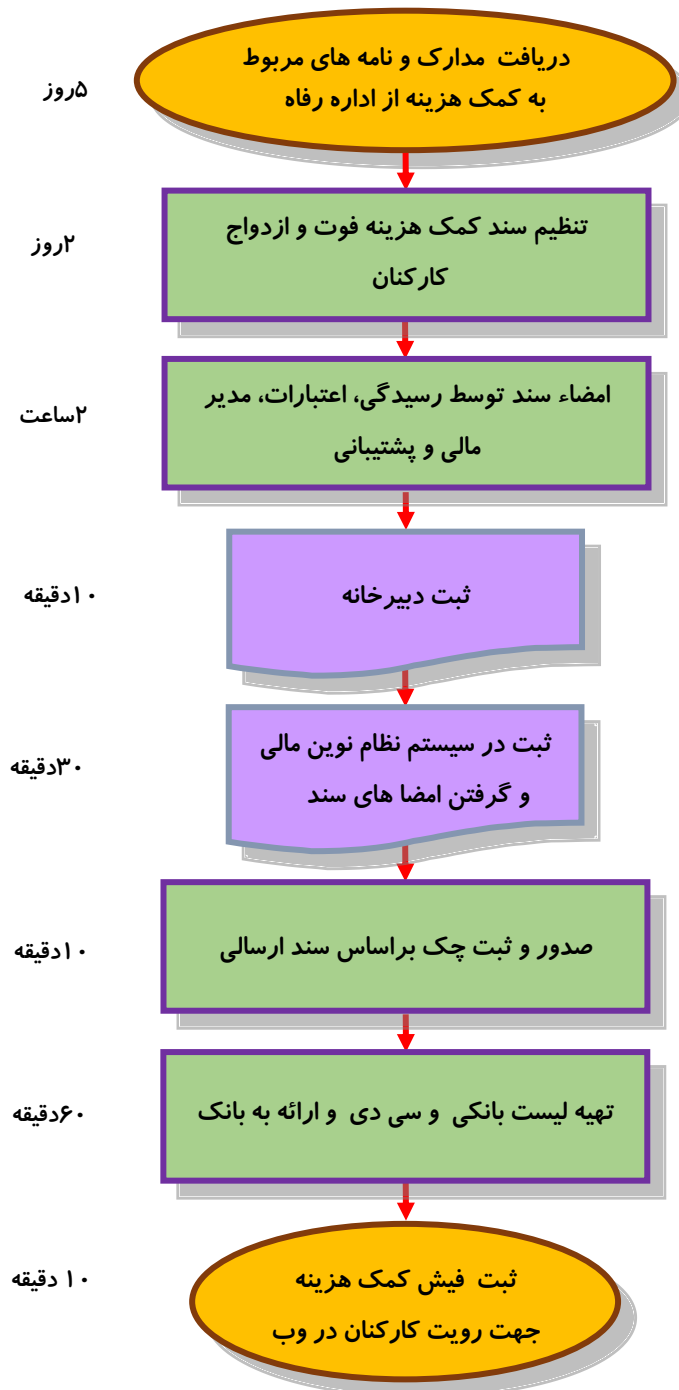 دریافت مدارک و نامه های مربوط
به کمک هزینه از اداره رفاه
۵روز
تنظیم سند کمک هزینه فوت و ازدواج
کارکنان
۲روز
امضاء سند توسط رسیدگی، اعتبارات، مدیر
مالی و پشتیبانی
۲ساعت
ثبت دبیرخانه
۱۰دقیقه
ثبت در سیستم نظام نوین مالی
و گرفتن امضا های سند
۳۰دقیقه
صدور و ثبت چک براساس سند ارسالی
۱۰دقیقه
تهیه لیست بانکی و سی دی و ارائه به بانک
۶۰دقیقه
ثبت فیش کمک هزینه
جهت رویت کارکنان در وب
۱۰ دقیقه